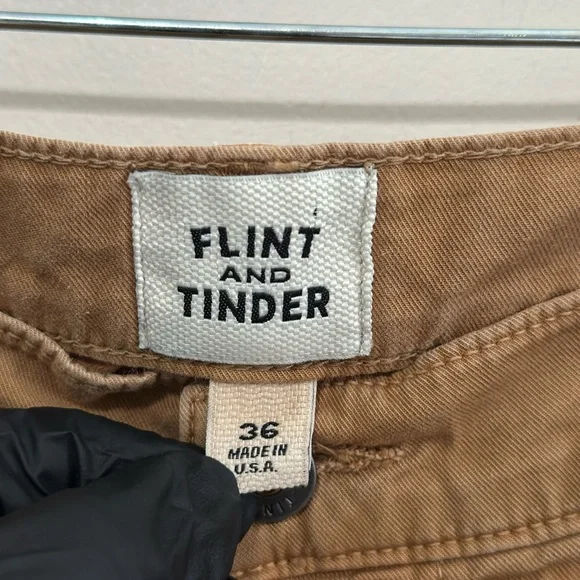 FLINT
AND
TINDER
36
MADE IN
U.S.A.